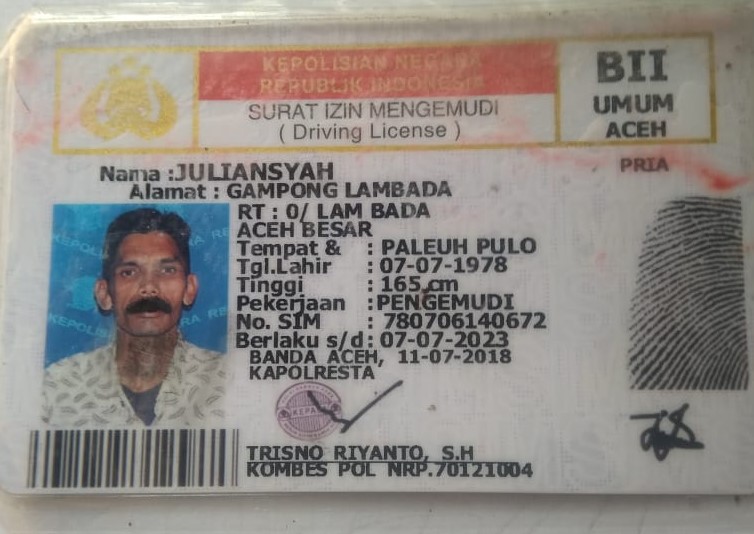 KEPOLISIAN NEGARA
REPUBLIK INDONESIA
SURAT IZIN MENGEMUDI
( Driving License )
BII
UMUM
ACEH
PRIA
Nama :JULIANSYAH
Alamat : GAMPONG LAMBADA
RT : 0/ LAM BADA
ACEH BESAR
Tempat & : PALEUH PULO
Tgl.Lahir : 07-07-1978
Tinggi : 165 cm
Pekerjaan :PENGEMUDI
No. SIM : 780706140672
Berlaku s/d: 07-07-2023
BANDA ACEH, 11-07-2018
KAPOLRESTA
KEPALA
TRISNO RIYANTO, S.H
KOMBES POL NRP.70121004